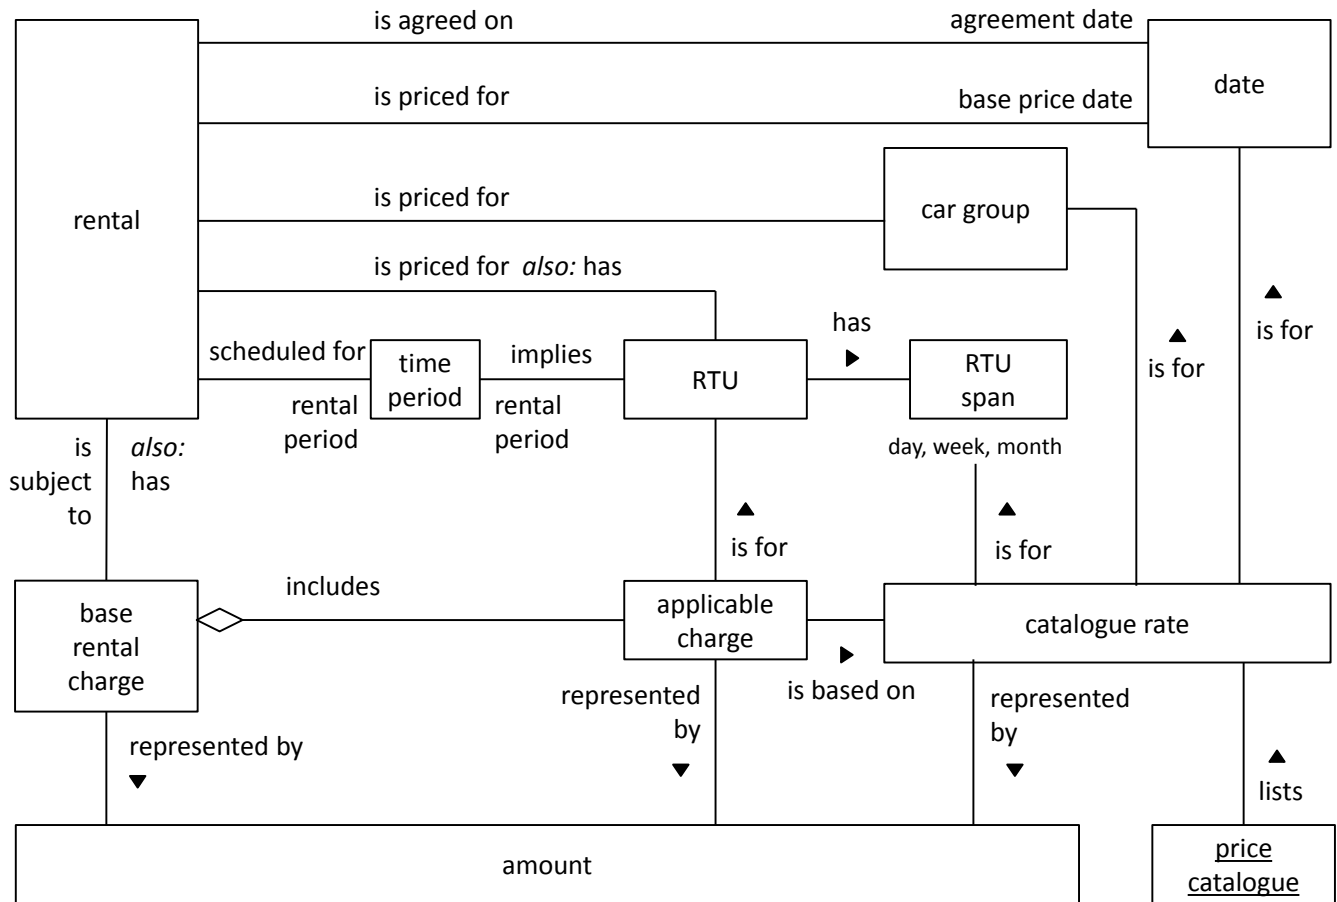 is agreed on
agreement date
date
is priced for
base price date
rental
is priced for
car group
is priced for also: has
has
is for
is for
scheduled for
time
period
implies
RTU
RTU
span
rental
period
rental
period
is
subject
to
also:
has
day, week, month
is for
is for
includes
base
rental
charge
applicable
charge
catalogue rate
is based on
represented by
represented
by
represented
by
lists
amount
price
catalogue